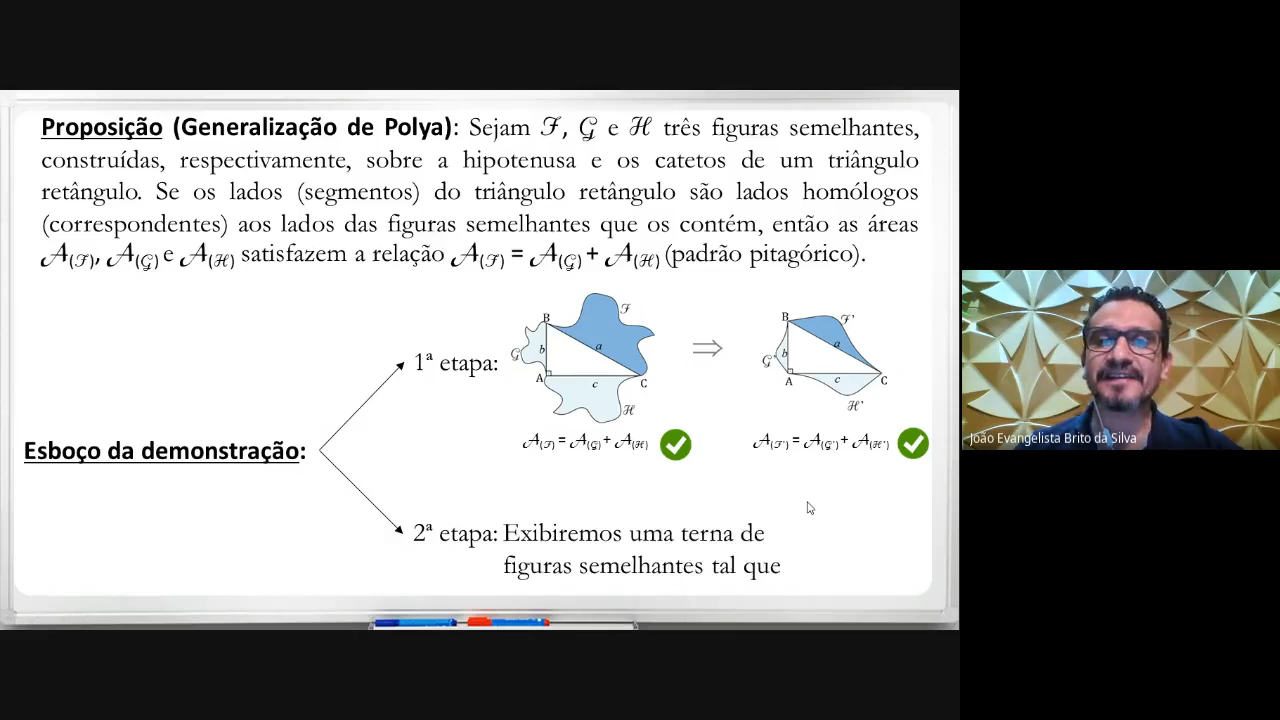 Proposição (Generalização de Polya): Sejam ℱ, 𝒢 e ℋ três figuras semelhantes,
construídas, respectivamente, sobre a hipotenusa e os catetos de um triângulo
retângulo. Se os lados (segmentos) do triângulo retângulo são lados homólogos
(correspondentes) aos lados das figuras semelhantes que os contém, então as áreas
𝒜(ℱ), 𝒜(𝒢) e 𝒜(ℋ) satisfazem a relação 𝒜(ℱ) = 𝒜(𝒢) + 𝒜(ℋ) (padrão pitagórico).
1ª etapa:
B
ℱ
𝒢
b
a
A
c
C
ℋ
𝒜(ℱ) = 𝒜(𝒢) + 𝒜(ℋ)
⇒
B
ℱ'
𝒢'
b
a
A
c
C
ℋ'
𝒜(ℱ') = 𝒜(𝒢') + 𝒜(ℋ')
Esboço da demonstração:
2ª etapa: Exibiremos uma terna de
figuras semelhantes tal que
João Evangelista Brito da Silva